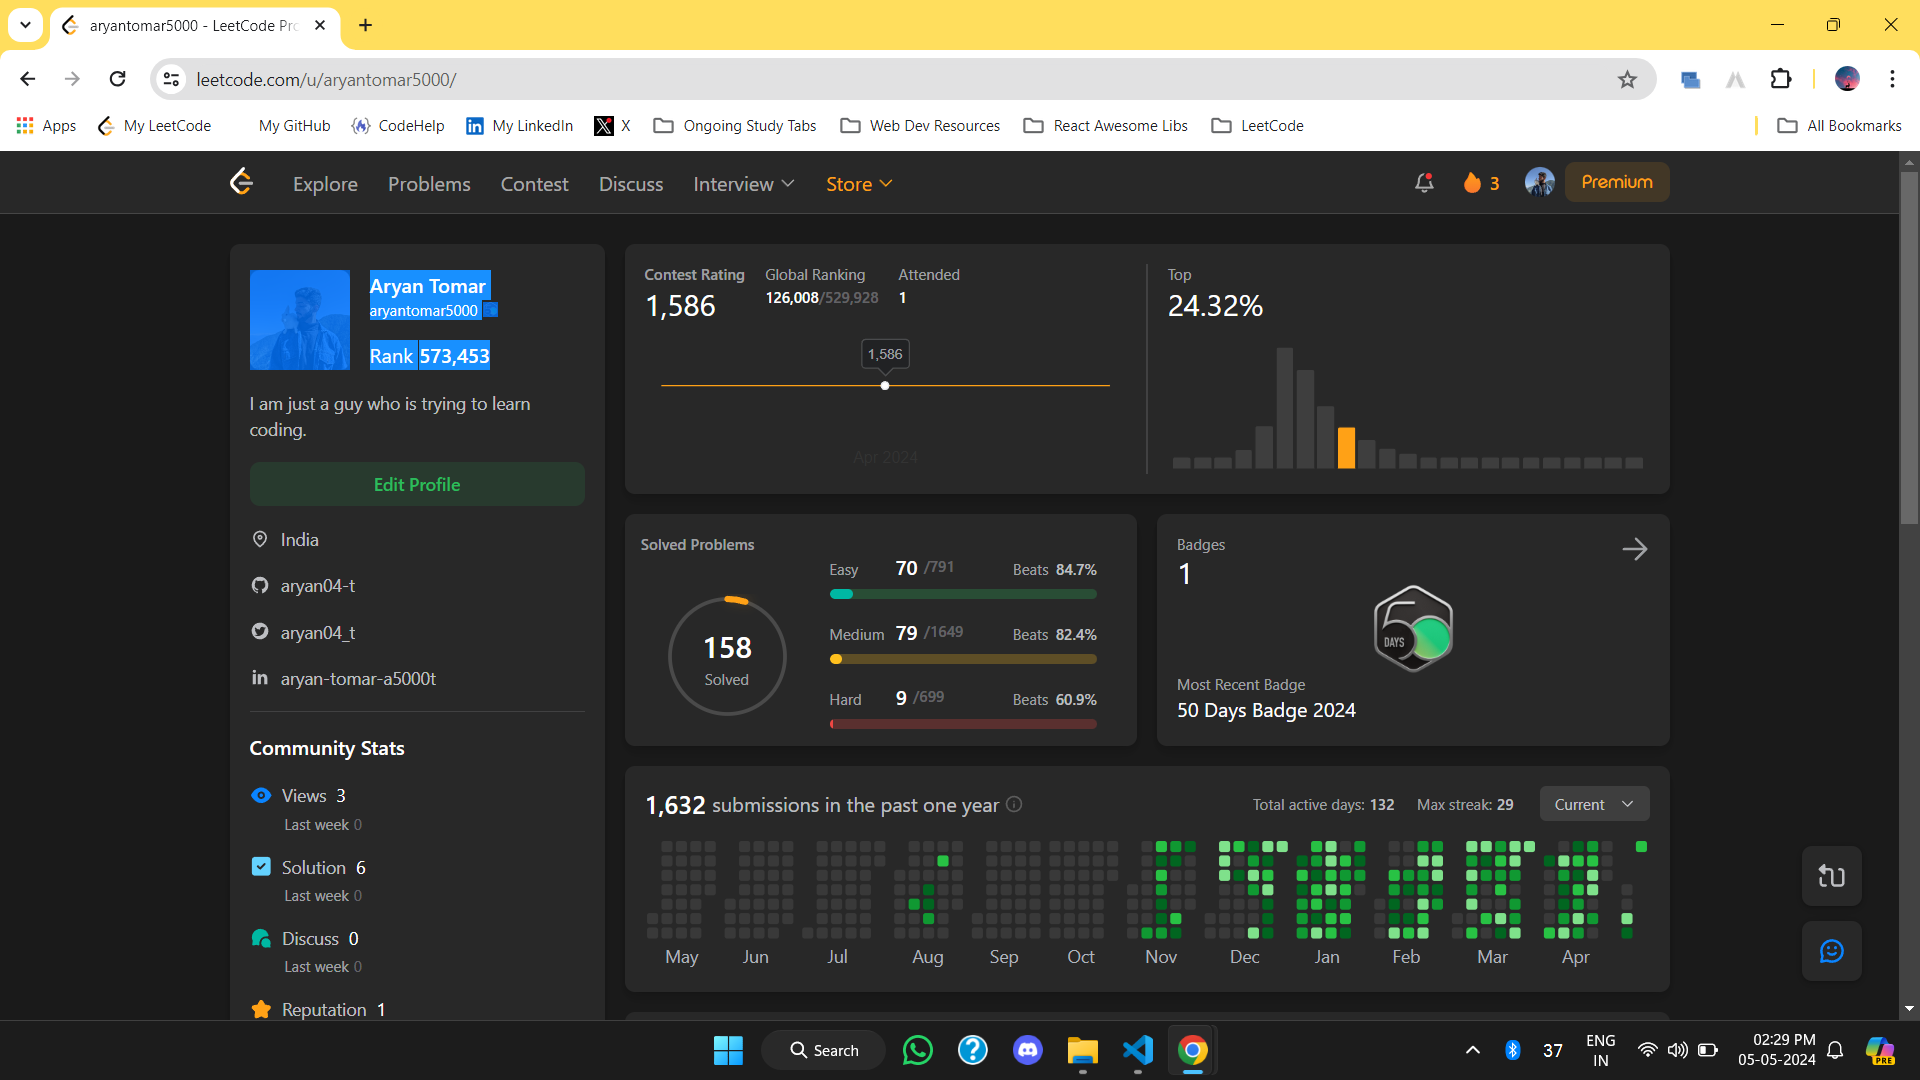 aryantomar5000 - LeetCode Pro
leetcode.com/u/aryantomar5000/
Apps My LeetCode My GitHub CodeHelp My LinkedIn X Ongoing Study Tabs Web Dev Resources React Awesome Libs LeetCode All Bookmarks
Explore Problems Contest Discuss Interview Store 3 Premium
Aryan Tomar
aryantomar5000
Rank 573,453
I am just a guy who is trying to learn
coding.
Edit Profile
India
aryan04-t
aryan04_t
aryan-tomar-a5000t
Community Stats
Views 3
Last week 0
Solution 6
Last week 0
Discuss 0
Last week 0
Reputation 1
Contest Rating Global Ranking Attended
1,586 126,008/529,928 1
1,586
Apr 2024
Top
24.32%
Solved Problems
158
Solved
Easy 70 /791 Beats 84.7%
Medium 79 /1649 Beats 82.4%
Hard 9 /699 Beats 60.9%
Badges
1
50
DAYS
Most Recent Badge
50 Days Badge 2024
1,632 submissions in the past one year Total active days: 132 Max streak: 29 Current
May Jun Jul Aug Sep Oct Nov Dec Jan Feb Mar Apr
Search
37
ENG
IN
02:29 PM
05-05-2024
PRE